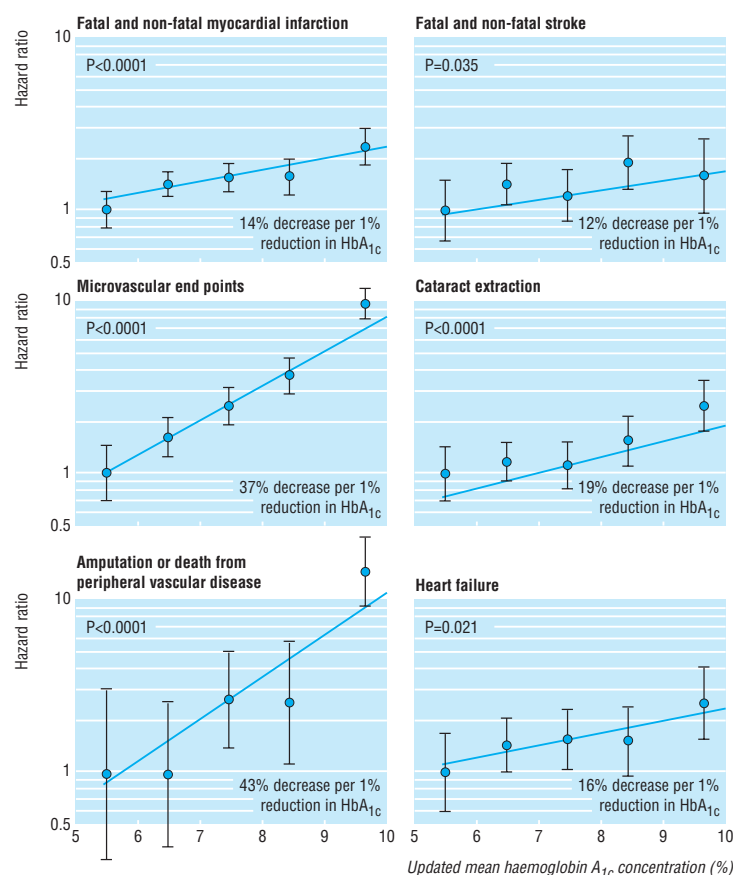 Fatal and non-fatal myocardial infarction
Hazard ratio
10
1
0.5
P<0.0001
14% decrease per 1%
reduction in HbA1c
Fatal and non-fatal stroke
P=0.035
12% decrease per 1%
reduction in HbA1c
Microvascular end points
Hazard ratio
10
1
0.5
P<0.0001
37% decrease per 1%
reduction in HbA1c
Cataract extraction
P<0.0001
19% decrease per 1%
reduction in HbA1c
Amputation or death from
peripheral vascular disease
Hazard ratio
10
1
0.5
P<0.0001
43% decrease per 1%
reduction in HbA1c
5 6 7 8 9 10
Heart failure
P=0.021
16% decrease per 1%
reduction in HbA1c
5 6 7 8 9 10
Updated mean haemoglobin A1c concentration (%)